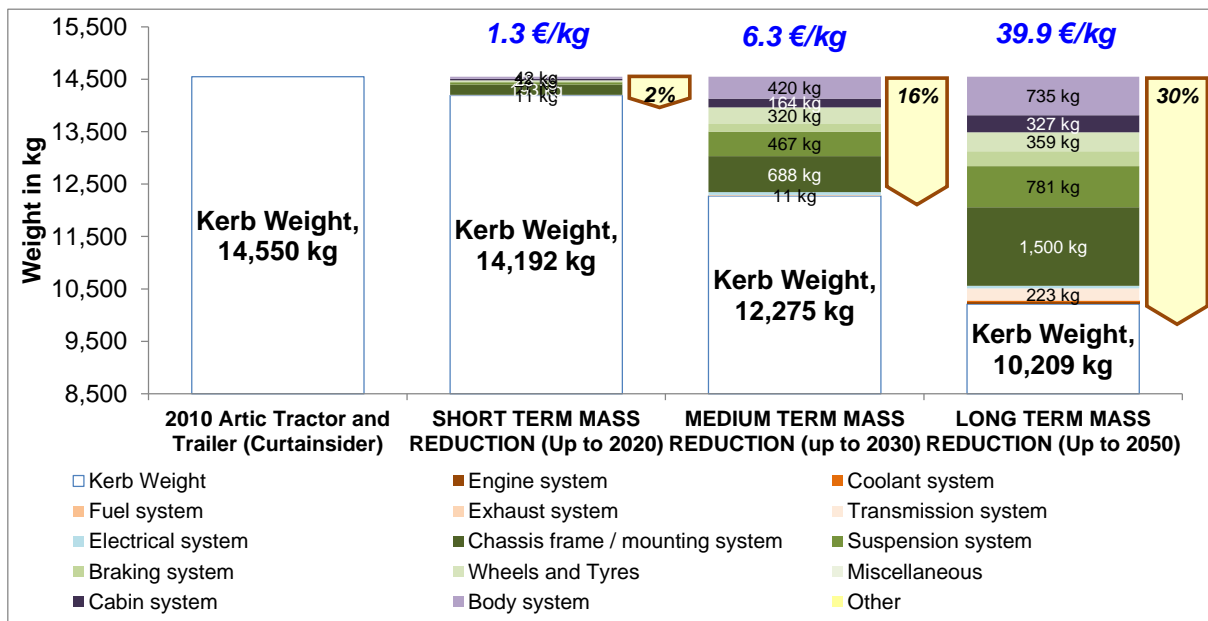 1.3 €/kg 6.3 €/kg 39.9 €/kg
15,500
14,500
13,500
12,500
11,500
10,500
9,500
8,500
Weight in kg
Kerb Weight,
14,550 kg
42 kg
11 kg
2%
Kerb Weight,
14,192 kg
420 kg
164 kg
320 kg
467 kg
688 kg
11 kg
16%
Kerb Weight,
12,275 kg
735 kg
327 kg
359 kg
781 kg
1,500 kg
223 kg
30%
Kerb Weight,
10,209 kg
2010 Artic Tractor and
Trailer (Curtainsider)
SHORT TERM MASS
REDUCTION (Up to 2020)
MEDIUM TERM MASS
REDUCTION (up to 2030)
LONG TERM MASS
REDUCTION (Up to 2050)
Kerb Weight Engine system Coolant system
Fuel system Exhaust system Transmission system
Electrical system Chassis frame / mounting system Suspension system
Braking system Wheels and Tyres Miscellaneous
Cabin system Body system Other